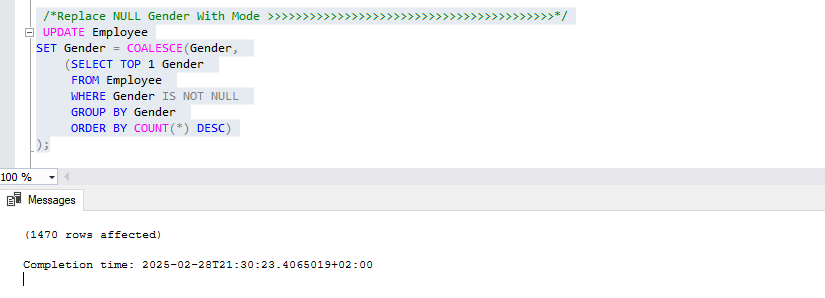 /*Replace NULL Gender With Mode >>>>>>>>>>>>>>>>>>>>>>>>>>>>>>>>>>>>>>>>>*/
UPDATE Employee
SET Gender = COALESCE(Gender,
(SELECT TOP 1 Gender
FROM Employee
WHERE Gender IS NOT NULL
GROUP BY Gender
ORDER BY COUNT(*) DESC)
);
100 %
Messages
(1470 rows affected)
Completion time: 2025-02-28T21:30:23.4065019+02:00